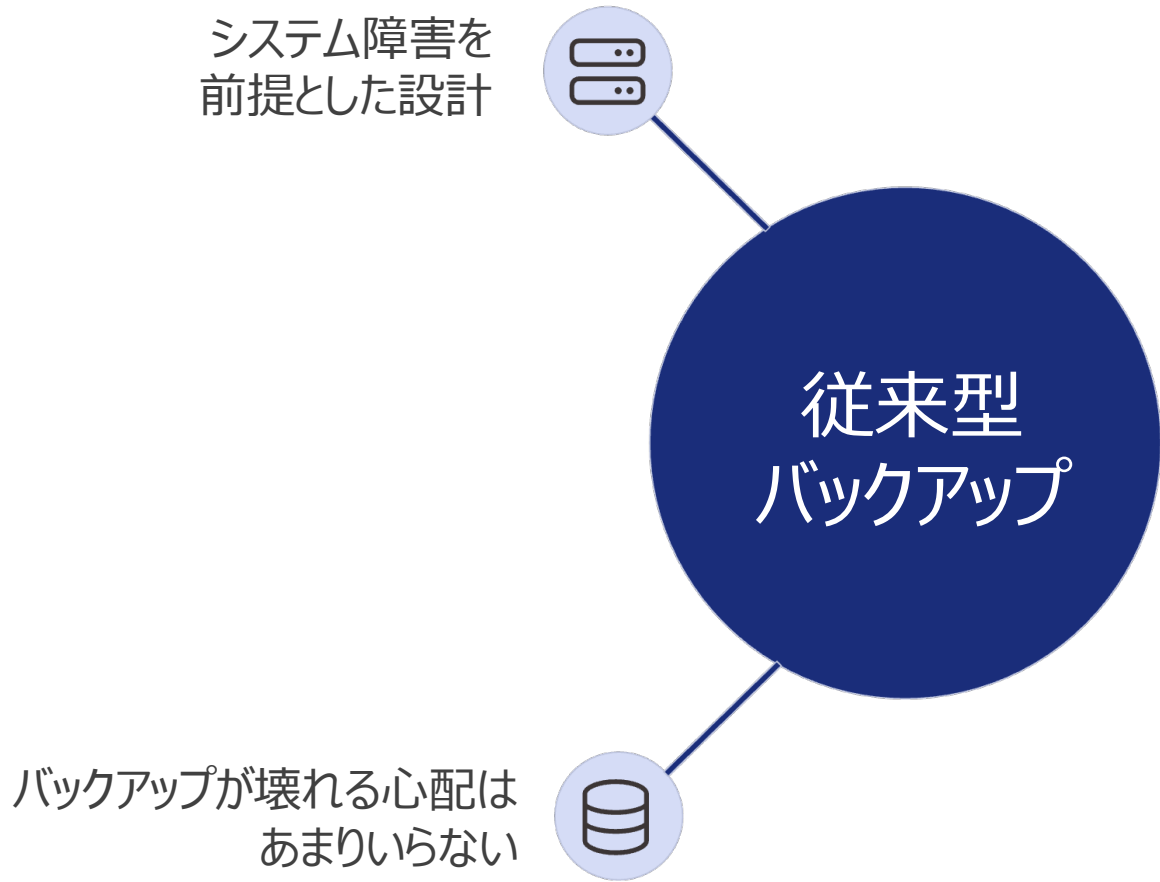 システム障害を
前提とした設計
従来型
バックアップ
バックアップが壊れる心配は
あまりいらない